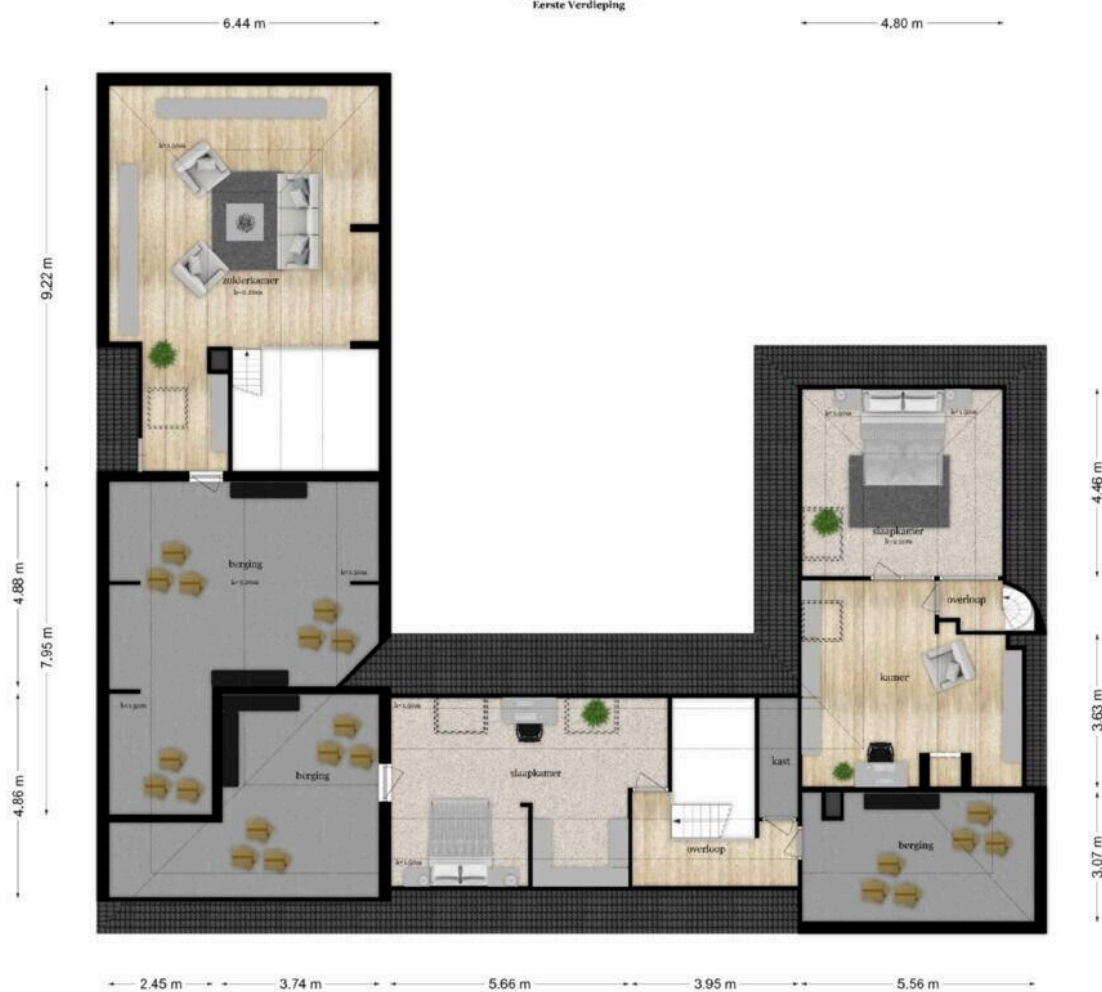 Eerste Verdieping
6.44 m
4.80 m
9.22 m
zolderkamer
4.46 m
slaapkamer
4.88 m
7.95 m
berging
overloop
kamer
3.63 m
4.86 m
berging
slaapkamer
kast
overloop
berging
3.07 m
2.45 m
3.74 m
5.66 m
3.95 m
5.56 m